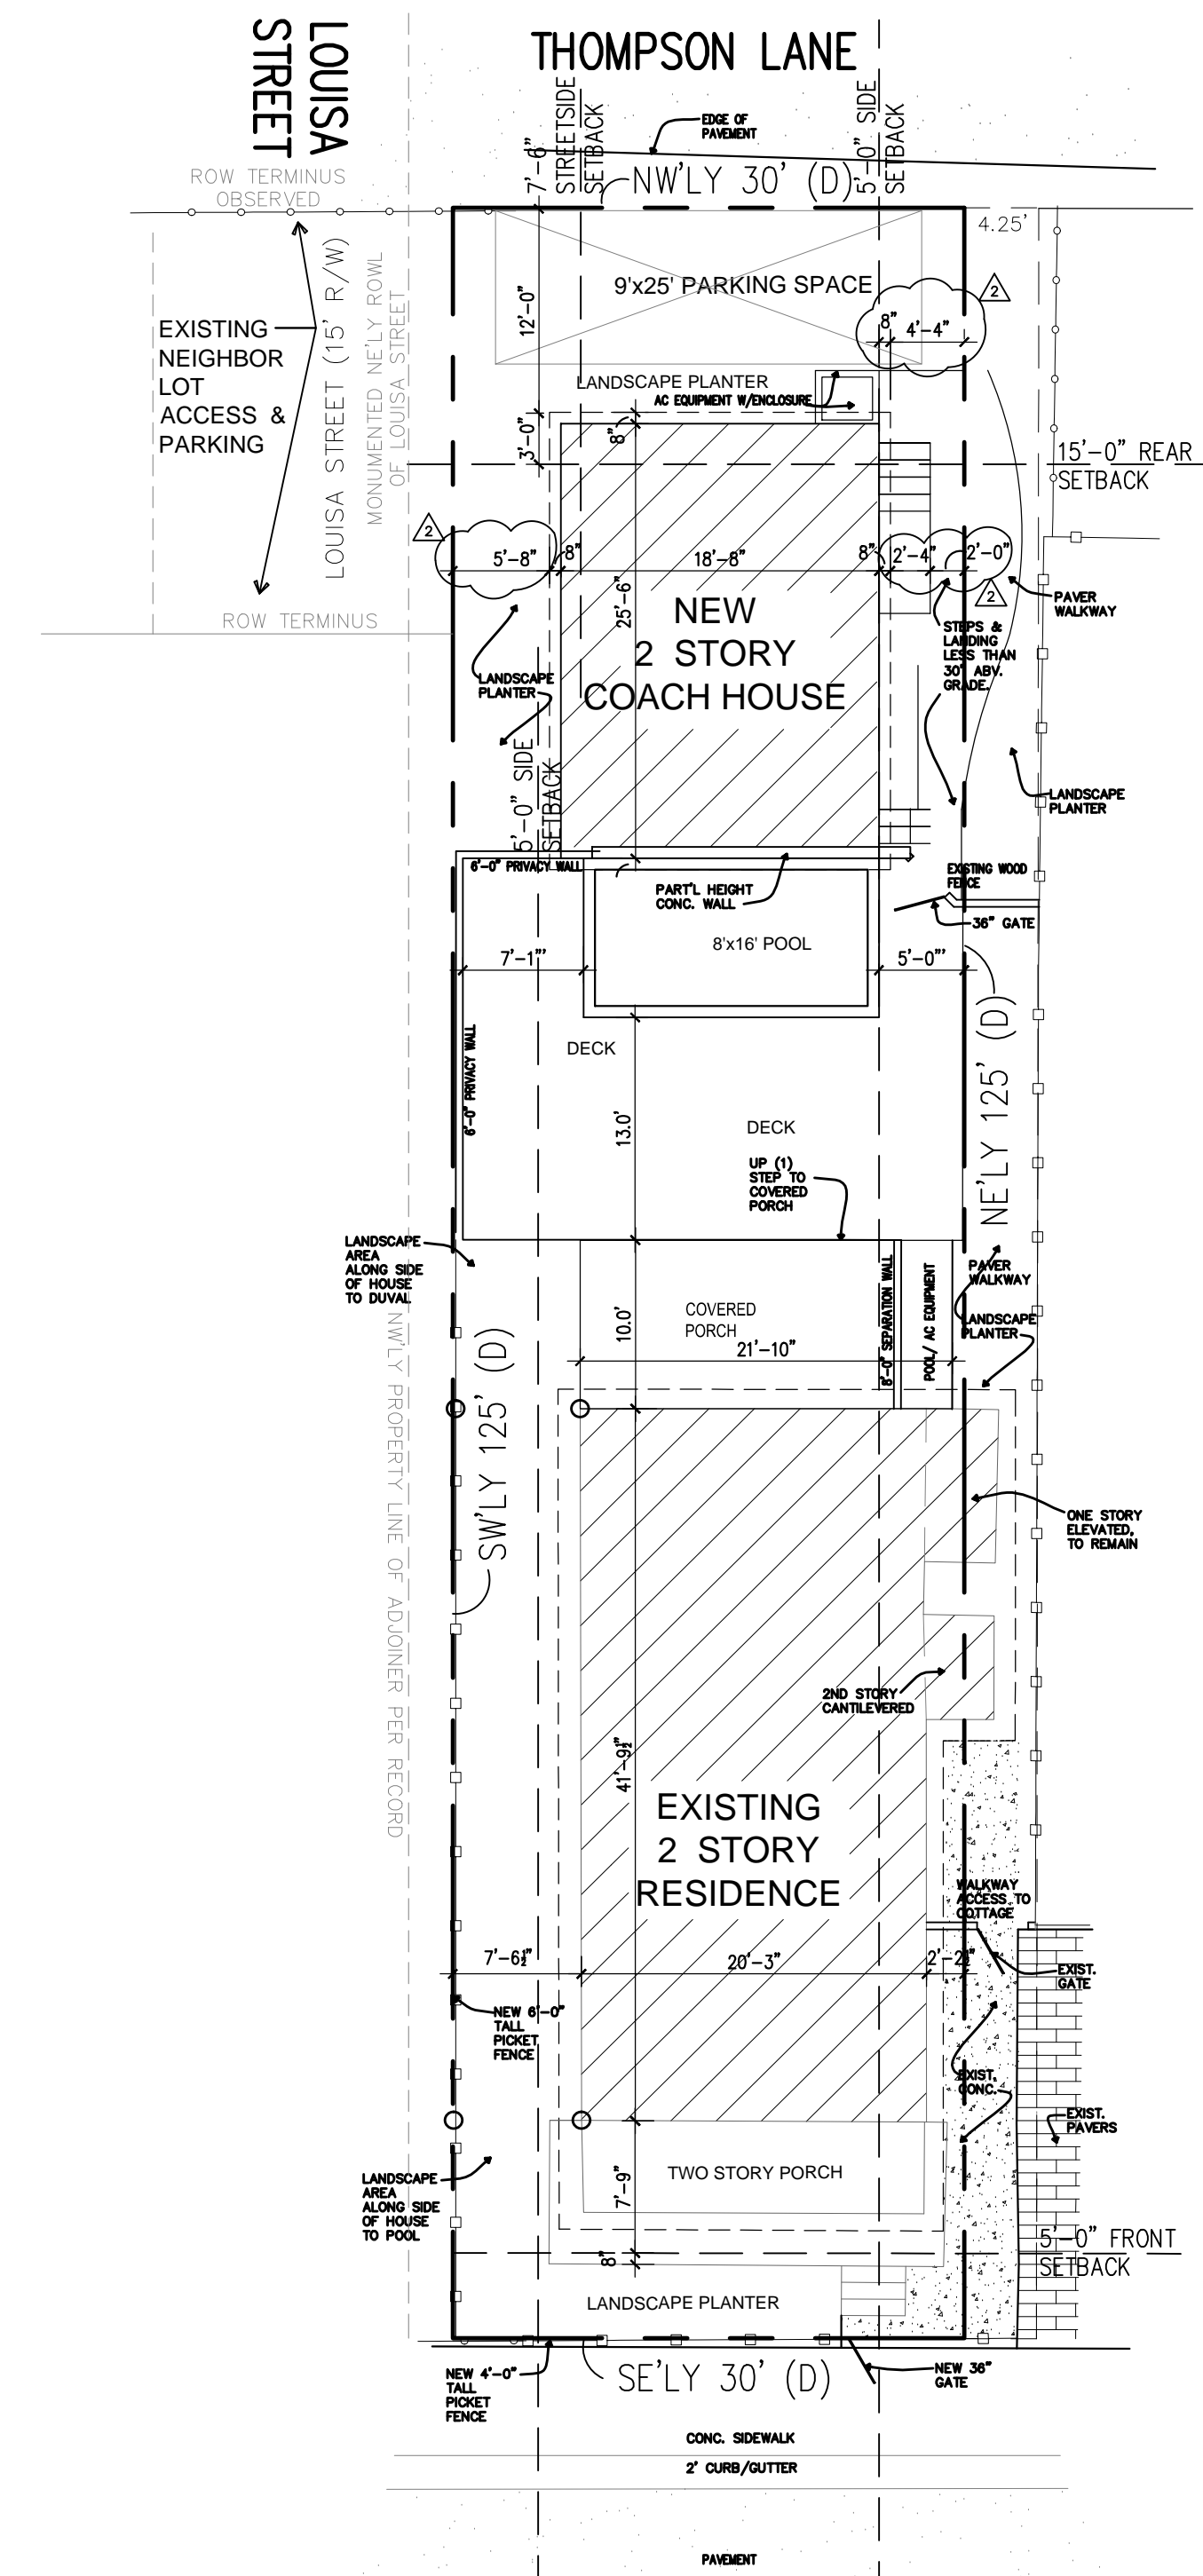 LOUISA
STREET
THOMPSON LANE
EDGE OF
PAVEMENT
7'-6"
STREETSIDE
SETBACK
5'-0" SIDE
SETBACK
ROW TERMINUS
OBSERVED
NW'LY 30' (D)
4.25'
9'x25' PARKING SPACE
2
8"
4'-4"
12'-0"
EXISTING
NEIGHBOR
LOT
ACCESS &
PARKING
LOUISA STREET (15' R/W)
MONUMENTED NE'LY ROWL
OF LOUISA STREET
LANDSCAPE PLANTER
AC EQUIPMENT W/ENCLOSURE
3'-0"
8"
15'-0" REAR
SETBACK
2
5'-8"
8"
18'-8"
8"
2'-4"
2'-0"
2
25'-6"
NEW
2 STORY
COACH HOUSE
PAVER
WALKWAY
ROW TERMINUS
STEPS &
LANDING
LESS THAN
30" ABV.
GRADE.
LANDSCAPE
PLANTER
5'-0" SIDE
SETBACK
LANDSCAPE
PLANTER
6'-0" PRIVACY WALL
PART'L HEIGHT
CONC. WALL
EXISTING WOOD
FENCE
36" GATE
8'x16' POOL
7'-1"'
5'-0"'
6'-0" PRIVACY WALL
DECK
NE'LY 125' (D)
13.0'
DECK
UP (1)
STEP TO
COVERED
PORCH
LANDSCAPE
AREA
ALONG SIDE
OF HOUSE
TO DUVAL
10.0'
COVERED
PORCH
21'-10"
8'-0" SEPARATION WALL
POOL/ AC EQUIPMENT
PAVER
WALKWAY
LANDSCAPE
PLANTER
NW'LY PROPERTY LINE OF ADJOINER PER RECORD
SW'LY 125' (D)
ONE STORY
ELEVATED,
TO REMAIN
2ND STORY
CANTILEVERED
41'-9½"
EXISTING
2 STORY
RESIDENCE
WALKWAY
ACCESS TO
COTTAGE
7'-6½"
20'-3"
2'-2½"
EXIST.
GATE
NEW 6'-0"
TALL
PICKET
FENCE
EXIST.
CONC.
EXIST.
PAVERS
TWO STORY PORCH
7'-9"
LANDSCAPE
AREA
ALONG SIDE
OF HOUSE
TO POOL
5'-0" FRONT
SETBACK
8"
LANDSCAPE PLANTER
NEW 4'-0"
TALL
PICKET
FENCE
SE'LY 30' (D)
NEW 36"
GATE
CONC. SIDEWALK
2' CURB/GUTTER
PAVEMENT